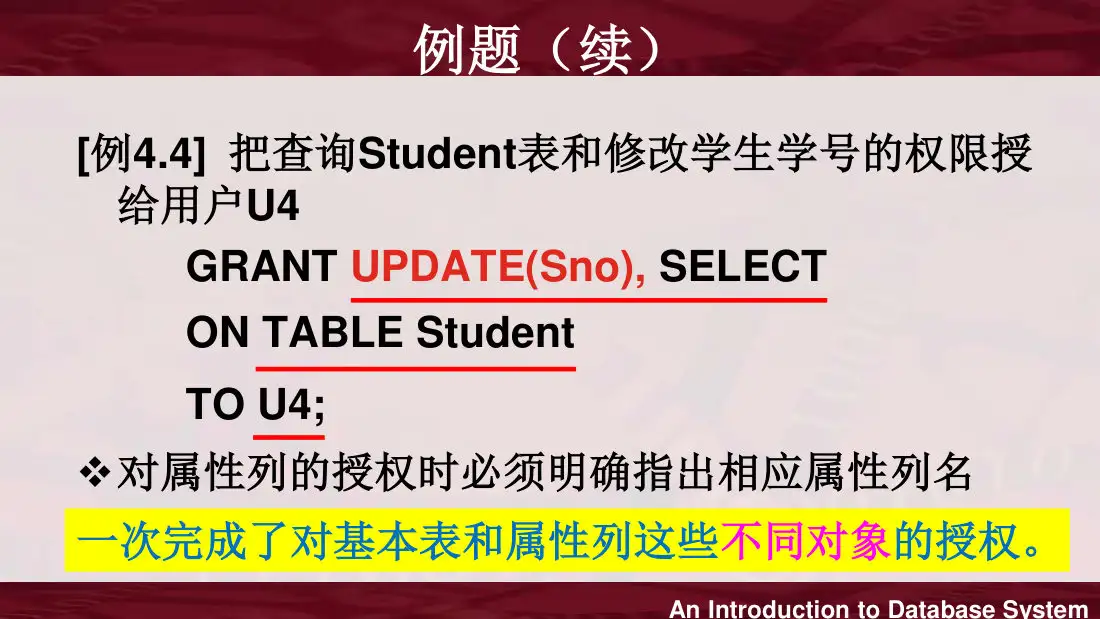 例题（续）
[例4.4] 把查询Student表和修改学生学号的权限授
给用户U4
GRANT UPDATE(Sno), SELECT
ON TABLE Student
TO U4;
❖对属性列的授权时必须明确指出相应属性列名
一次完成了对基本表和属性列这些不同对象的授权。
An Introduction to Database System